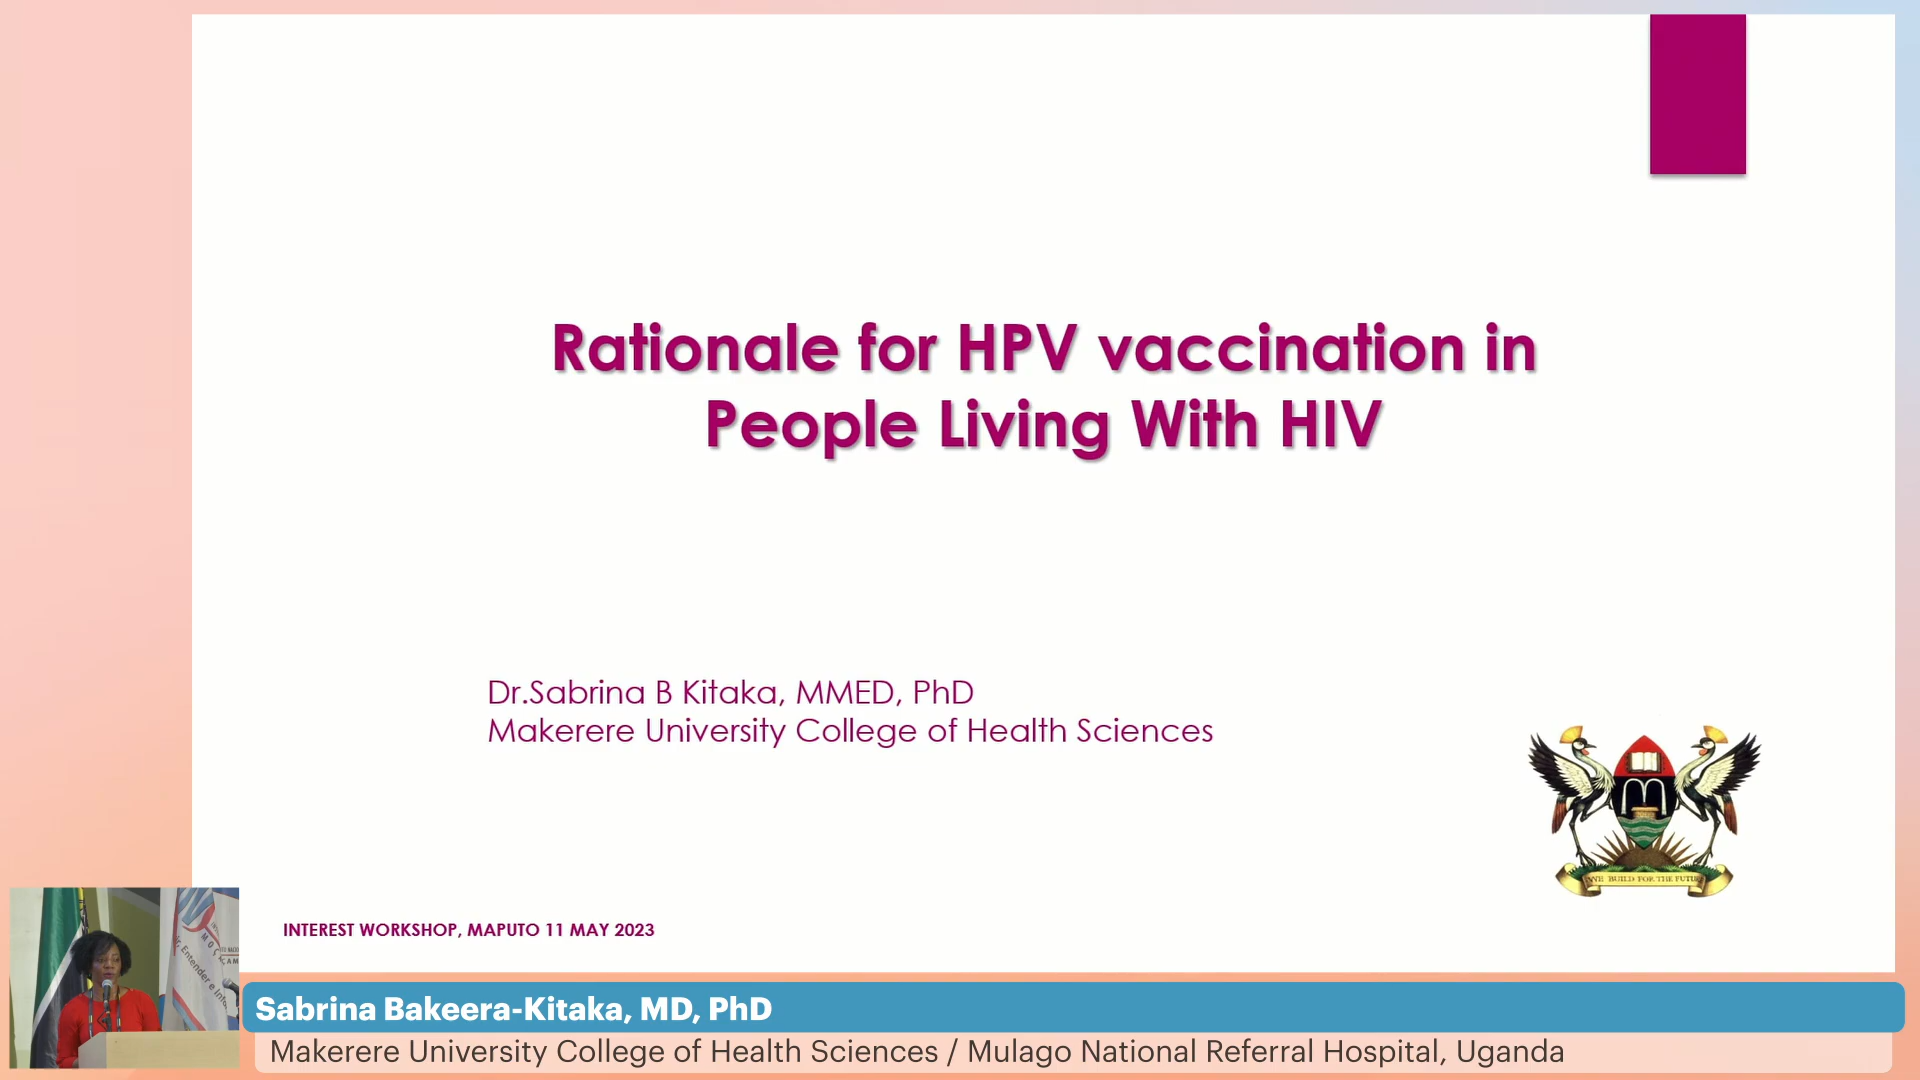 Rationale for HPV vaccination in
People Living With HIV
Dr.Sabrina B Kitaka, MMED, PhD
Makerere University College of Health Sciences
WE BUILD FOR THE FUTURE
INTEREST WORKSHOP, MAPUTO 11 MAY 2023
Entender e
Sabrina Bakeera-Kitaka, MD, PhD
Makerere University College of Health Sciences / Mulago National Referral Hospital, Uganda